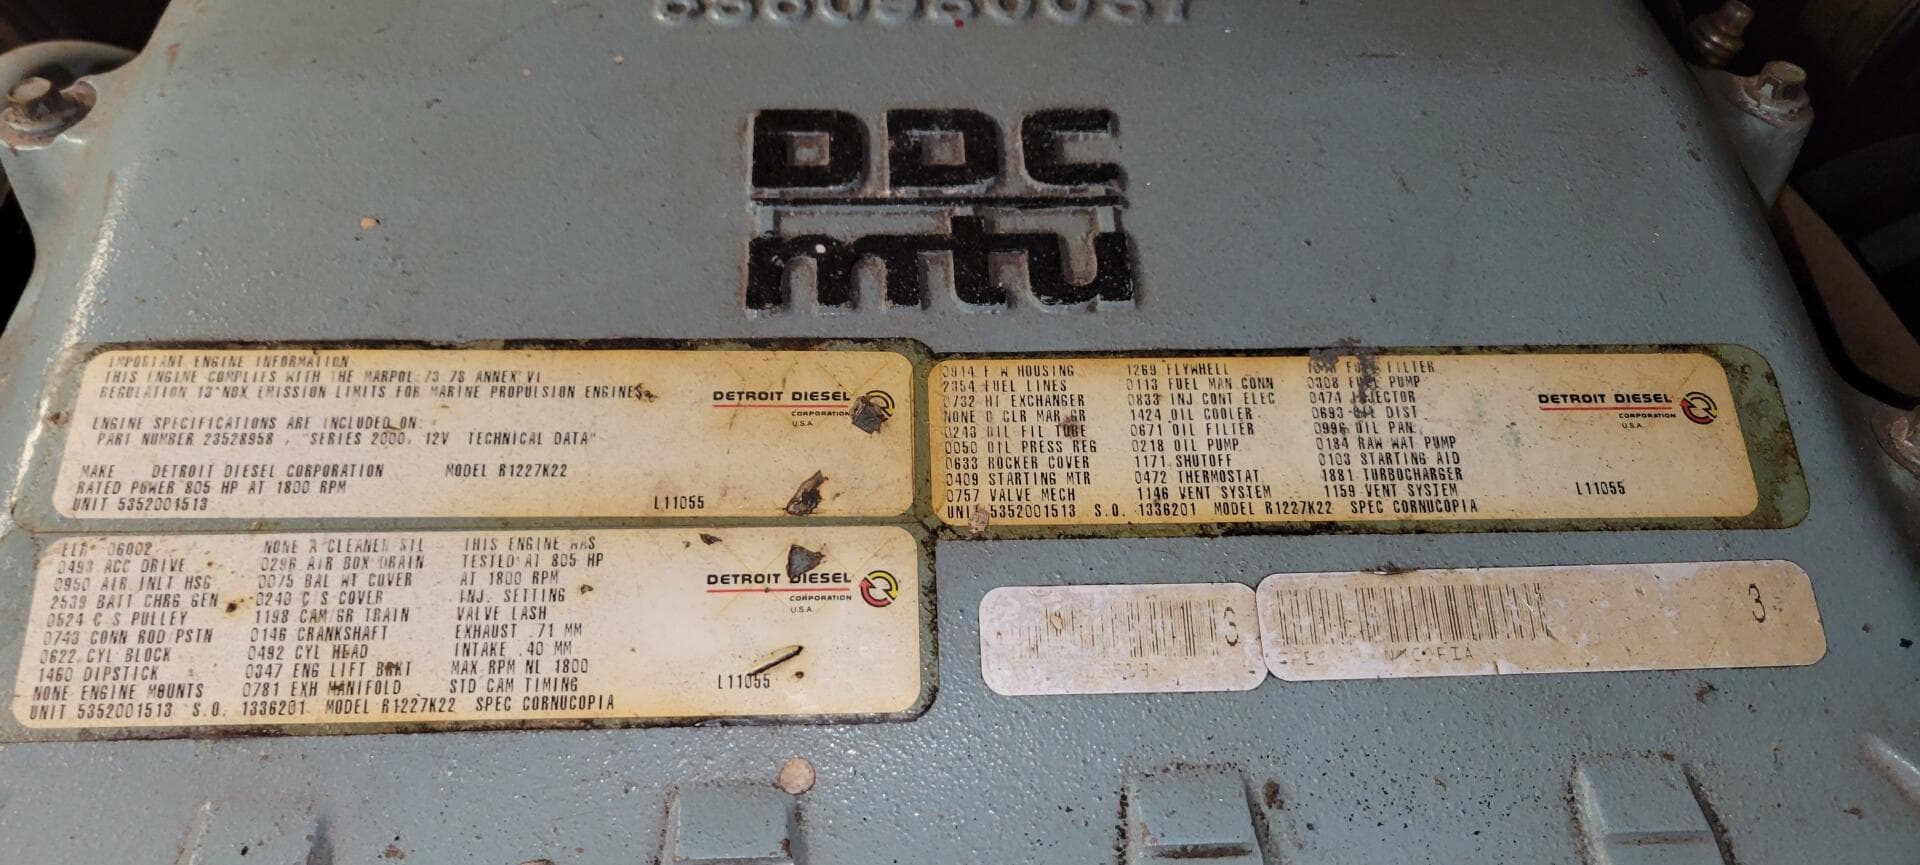 DDC
mtu
IMPORTANT ENGINE INFORMATION
THIS ENGINE COMPLIES WITH THE MARPOL 73 78 ANNEX VI
REGULATION 13 NOX EMISSION LIMITS FOR MARINE PROPULSION ENGINES.
ENGINE SPECIFICATIONS ARE INCLUDED ON:
PART NUMBER 23528958 , "SERIES 2000, 12V TECHNICAL DATA"
MAKE DETROIT DIESEL CORPORATION MODEL R1227K22
RATED POWER 805 HP AT 1800 RPM
UNIT 5352001513 L11055
DETROIT DIESEL
CORPORATION
U.S.A.
0914 F W HOUSING 1269 FLYWHELL FILTER
2354 FUEL LINES 0113 FUEL MAN CONN 0308 FUEL PUMP
0732 HT EXCHANGER 0833 INJ CONT ELEC 0474 INJECTOR
NONE O CLR MAR GR 1424 OIL COOLER 0693 OIL DIST
0243 OIL FIL TUBE 0671 OIL FILTER 0996 OIL PAN
0050 OIL PRESS REG 0218 OIL PUMP 0184 RAW WAT PUMP
0633 ROCKER COVER 1171 SHUTOFF 0103 STARTING AID
0409 STARTING MTR 0472 THERMOSTAT 1881 TURBOCHARGER
0757 VALVE MECH 1146 VENT SYSTEM 1159 VENT SYSTEM L11055
UNIT 5352001513 S.O. 1336201 MODEL R1227K22 SPEC CORNUCOPIA
DETROIT DIESEL
CORPORATION
U.S.A.
06002 NONE A CLEANER SIL THIS ENGINE WAS
0493 ACC DRIVE 0296 AIR BOX DRAIN TESTED AT 805 HP
0950 AIR INLT HSG 0075 BAL WT COVER AT 1800 RPM
2539 BATT CHRG GEN 0240 C S COVER INJ. SETTING
0524 C S PULLEY 1198 CAM/GR TRAIN VALVE LASH
0743 CONN ROD/PSTN 0146 CRANKSHAFT EXHAUST .71 MM
0622 CYL BLOCK 0492 CYL HEAD INTAKE .40 MM
1460 DIPSTICK 0347 ENG LIFT BRKT MAX RPM NL 1800
NONE ENGINE MOUNTS 0781 EXH MANIFOLD STD CAM TIMING L11055
UNIT 5352001513 S.O. 1336201 MODEL R1227K22 SPEC CORNUCOPIA
DETROIT DIESEL
CORPORATION
U.S.A.
3
3